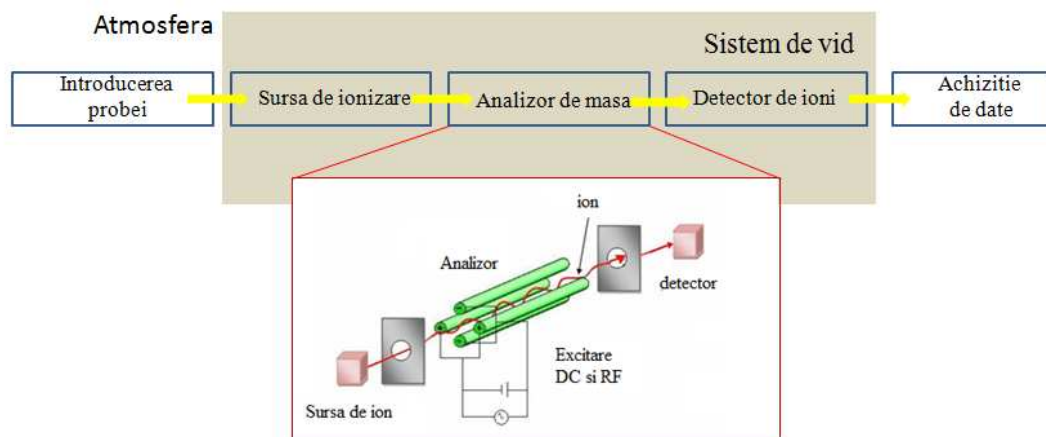 Atmosfera
Sistem de vid
Introducerea
probei
Sursa de ionizare
Analizor de masa
Detector de ioni
Achizitie
de date
ion
Analizor
detector
Excitare
DC si RF
Sursa de ion